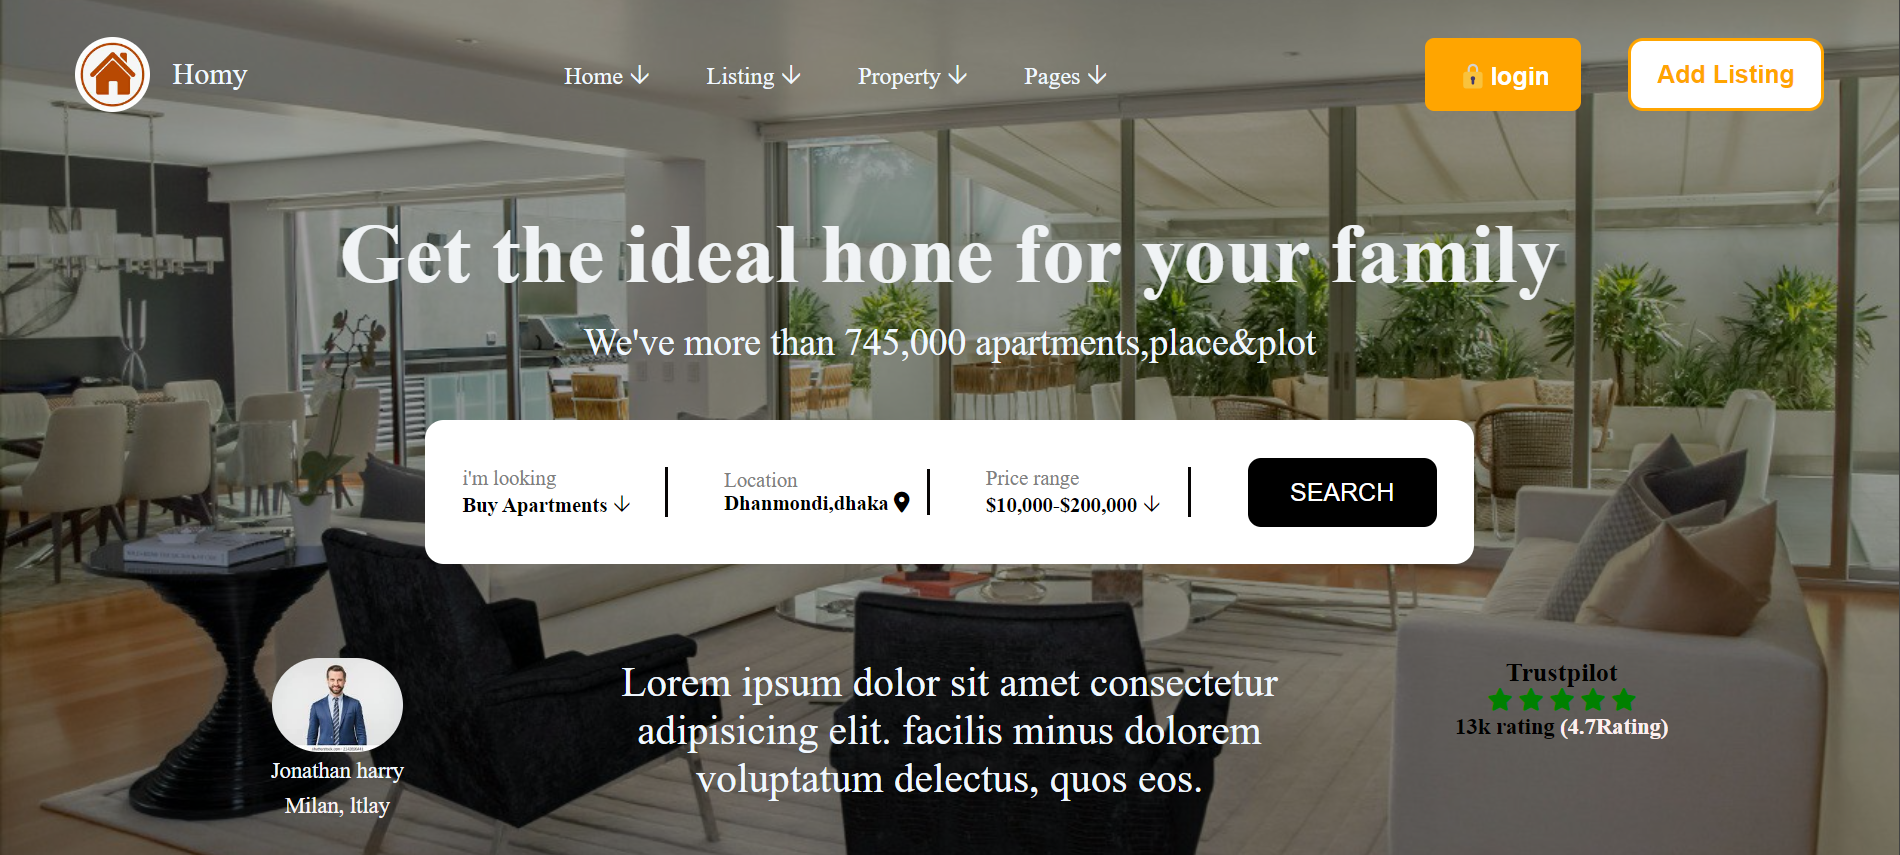 Homy
Home
Listing
Property
Pages
login
Add Listing
Get the ideal hone for your family
We've more than 745,000 apartments,place&plot
i'm looking
Buy Apartments
Location
Dhanmondi,dhaka
Price range
$10,000-$200,000
SEARCH
Jonathan harry
Milan, ltlay
Lorem ipsum dolor sit amet consectetur
adipisicing elit. facilis minus dolorem
voluptatum delectus, quos eos.
Trustpilot
13k rating (4.7Rating)